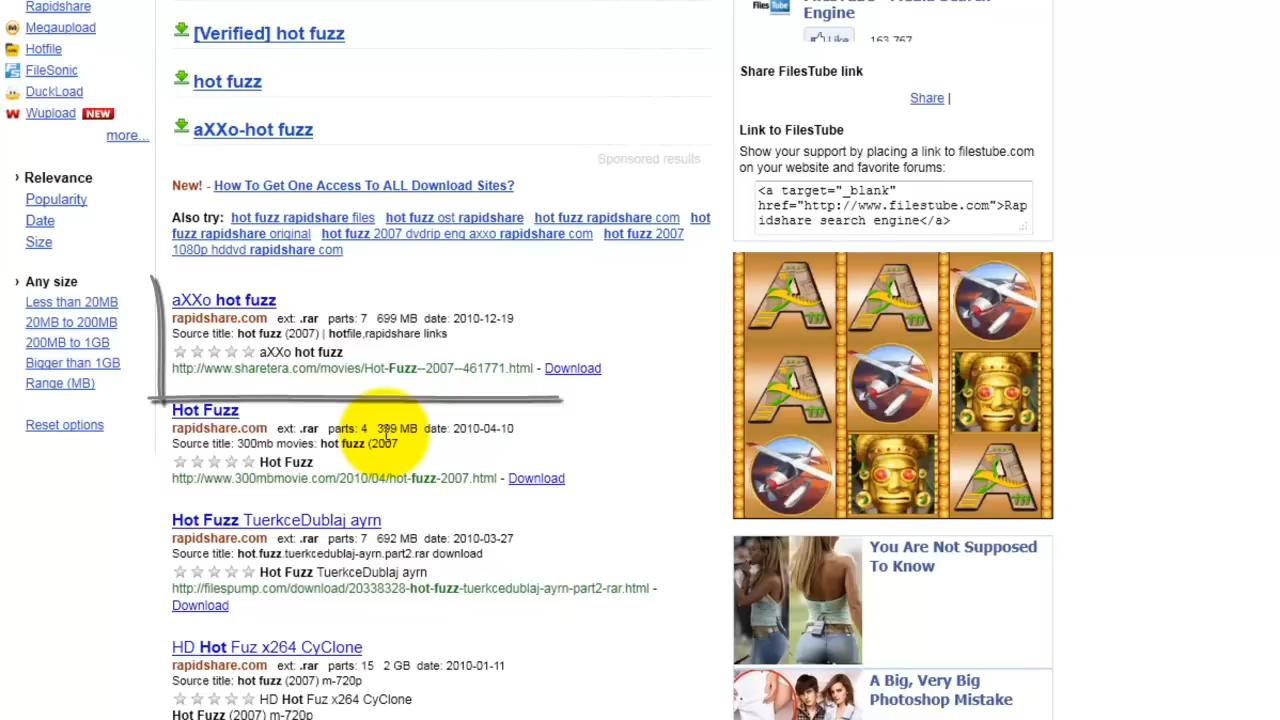 Rapidshare
Megaupload
Hotfile
FileSonic
DuckLoad
Wupload NEW
more...
› Relevance
Popularity
Date
Size
› Any size
Less than 20MB
20MB to 200MB
200MB to 1GB
Bigger than 1GB
Range (MB)
Reset options
[Verified] hot fuzz
hot fuzz
aXXo-hot fuzz
Sponsored results
New! - How To Get One Access To ALL Download Sites?
Also try: hot fuzz rapidshare files hot fuzz ost rapidshare hot fuzz rapidshare com hot
fuzz rapidshare original hot fuzz 2007 dvdrip eng axxo rapidshare com hot fuzz 2007
1080p hddvd rapidshare com
aXXo hot fuzz
rapidshare.com ext: .rar parts: 7 699 MB date: 2010-12-19
Source title: hot fuzz (2007) | hotfile,rapidshare links
aXXo hot fuzz
http://www.sharetera.com/movies/Hot-Fuzz--2007--461771.html - Download
Hot Fuzz
rapidshare.com ext: .rar parts: 4 399 MB date: 2010-04-10
Source title: 300mb movies: hot fuzz (2007
Hot Fuzz
http://www.300mbmovie.com/2010/04/hot-fuzz-2007.html - Download
Hot Fuzz TuerkceDublaj ayrn
rapidshare.com ext: .rar parts: 7 692 MB date: 2010-03-27
Source title: hot.fuzz.tuerkcedublaj-ayrn.part2.rar download
Hot Fuzz TuerkceDublaj ayrn
http://filespump.com/download/20338328-hot-fuzz-tuerkcedublaj-ayrn-part2-rar.html -
Download
HD Hot Fuz x264 CyClone
rapidshare.com ext: .rar parts: 15 2 GB date: 2010-01-11
Source title: hot fuzz (2007) m-720p
HD Hot Fuz x264 CyClone
Hot Fuzz (2007) m-720p
Files Tube
Engine
Like 163,767
Share FilesTube link
Share |
Link to FilesTube
Show your support by placing a link to filestube.com
on your website and favorite forums:
<a target="_blank"
href="http://www.filestube.com">Rap
idshare search engine</a>
A A
A
A
You Are Not Supposed
To Know
A Big, Very Big
Photoshop Mistake